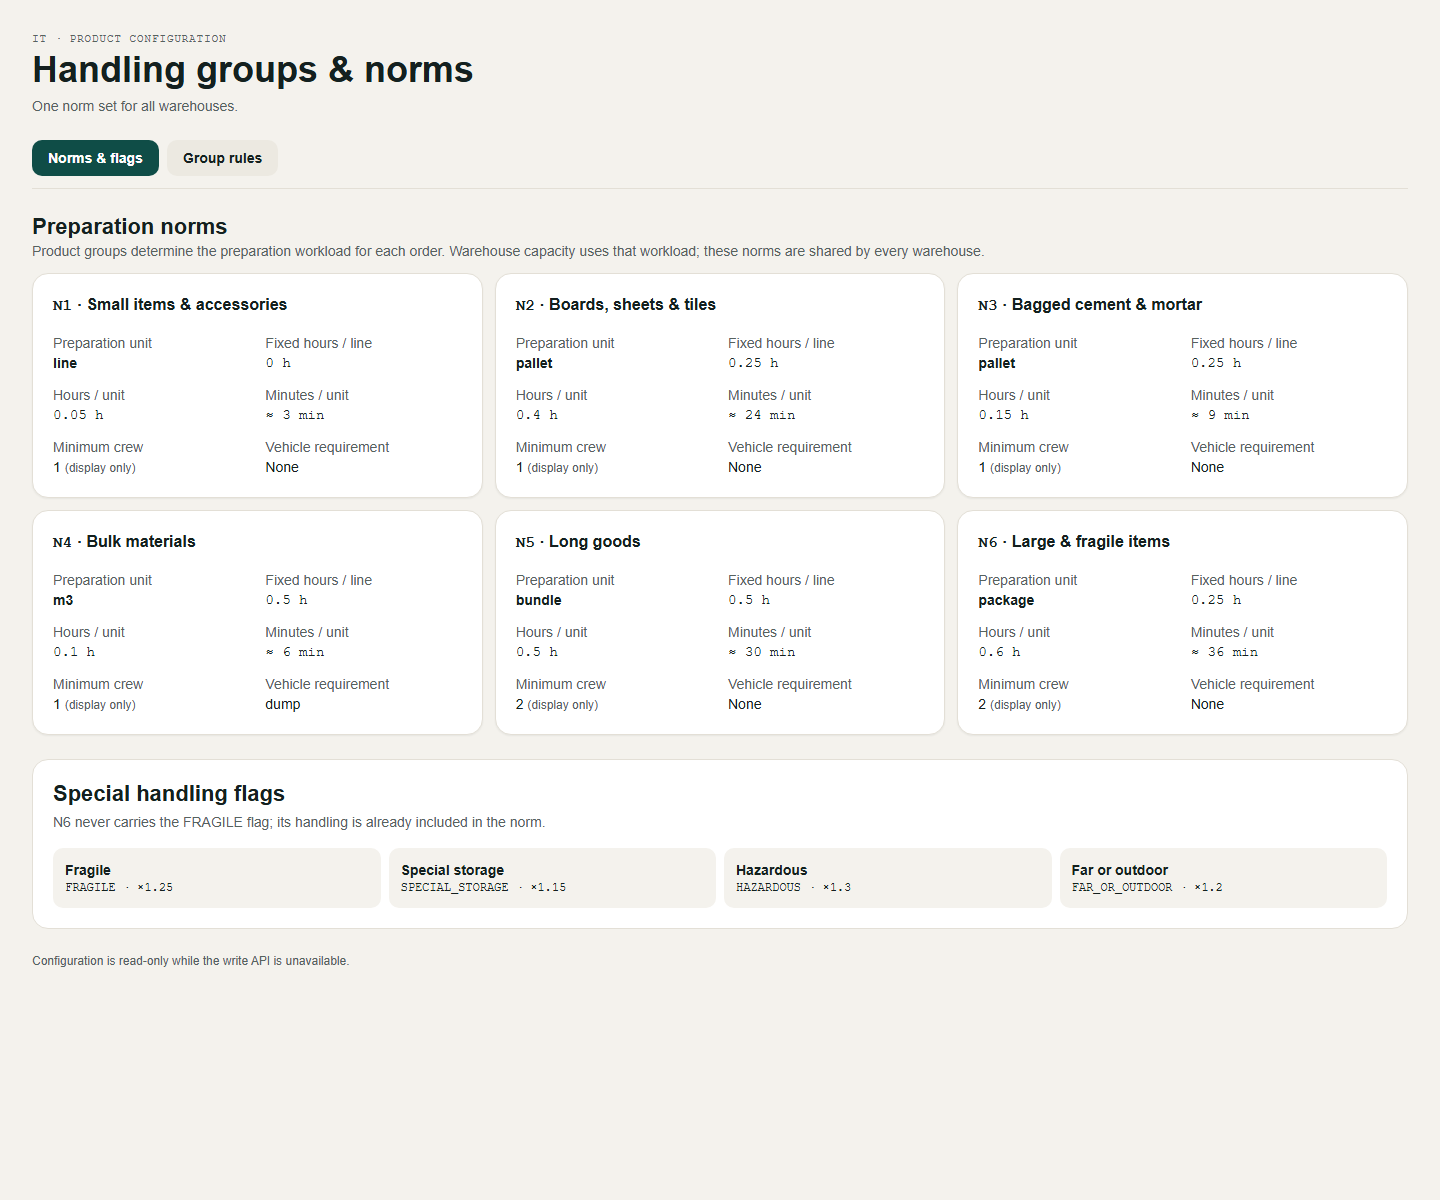 IT · PRODUCT CONFIGURATION
Handling groups & norms
One norm set for all warehouses.
Norms & flags
Group rules
Preparation norms
Product groups determine the preparation workload for each order. Warehouse capacity uses that workload; these norms are shared by every warehouse.
N1 · Small items & accessories
Preparation unit
line
Fixed hours / line
0 h
Hours / unit
0.05 h
Minutes / unit
≈ 3 min
Minimum crew
1 (display only)
Vehicle requirement
None
N2 · Boards, sheets & tiles
Preparation unit
pallet
Fixed hours / line
0.25 h
Hours / unit
0.4 h
Minutes / unit
≈ 24 min
Minimum crew
1 (display only)
Vehicle requirement
None
N3 · Bagged cement & mortar
Preparation unit
pallet
Fixed hours / line
0.25 h
Hours / unit
0.15 h
Minutes / unit
≈ 9 min
Minimum crew
1 (display only)
Vehicle requirement
None
N4 · Bulk materials
Preparation unit
m3
Fixed hours / line
0.5 h
Hours / unit
0.1 h
Minutes / unit
≈ 6 min
Minimum crew
1 (display only)
Vehicle requirement
dump
N5 · Long goods
Preparation unit
bundle
Fixed hours / line
0.5 h
Hours / unit
0.5 h
Minutes / unit
≈ 30 min
Minimum crew
2 (display only)
Vehicle requirement
None
N6 · Large & fragile items
Preparation unit
package
Fixed hours / line
0.25 h
Hours / unit
0.6 h
Minutes / unit
≈ 36 min
Minimum crew
2 (display only)
Vehicle requirement
None
Special handling flags
N6 never carries the FRAGILE flag; its handling is already included in the norm.
Fragile
FRAGILE · ×1.25
Special storage
SPECIAL_STORAGE · ×1.15
Hazardous
HAZARDOUS · ×1.3
Far or outdoor
FAR_OR_OUTDOOR · ×1.2
Configuration is read-only while the write API is unavailable.